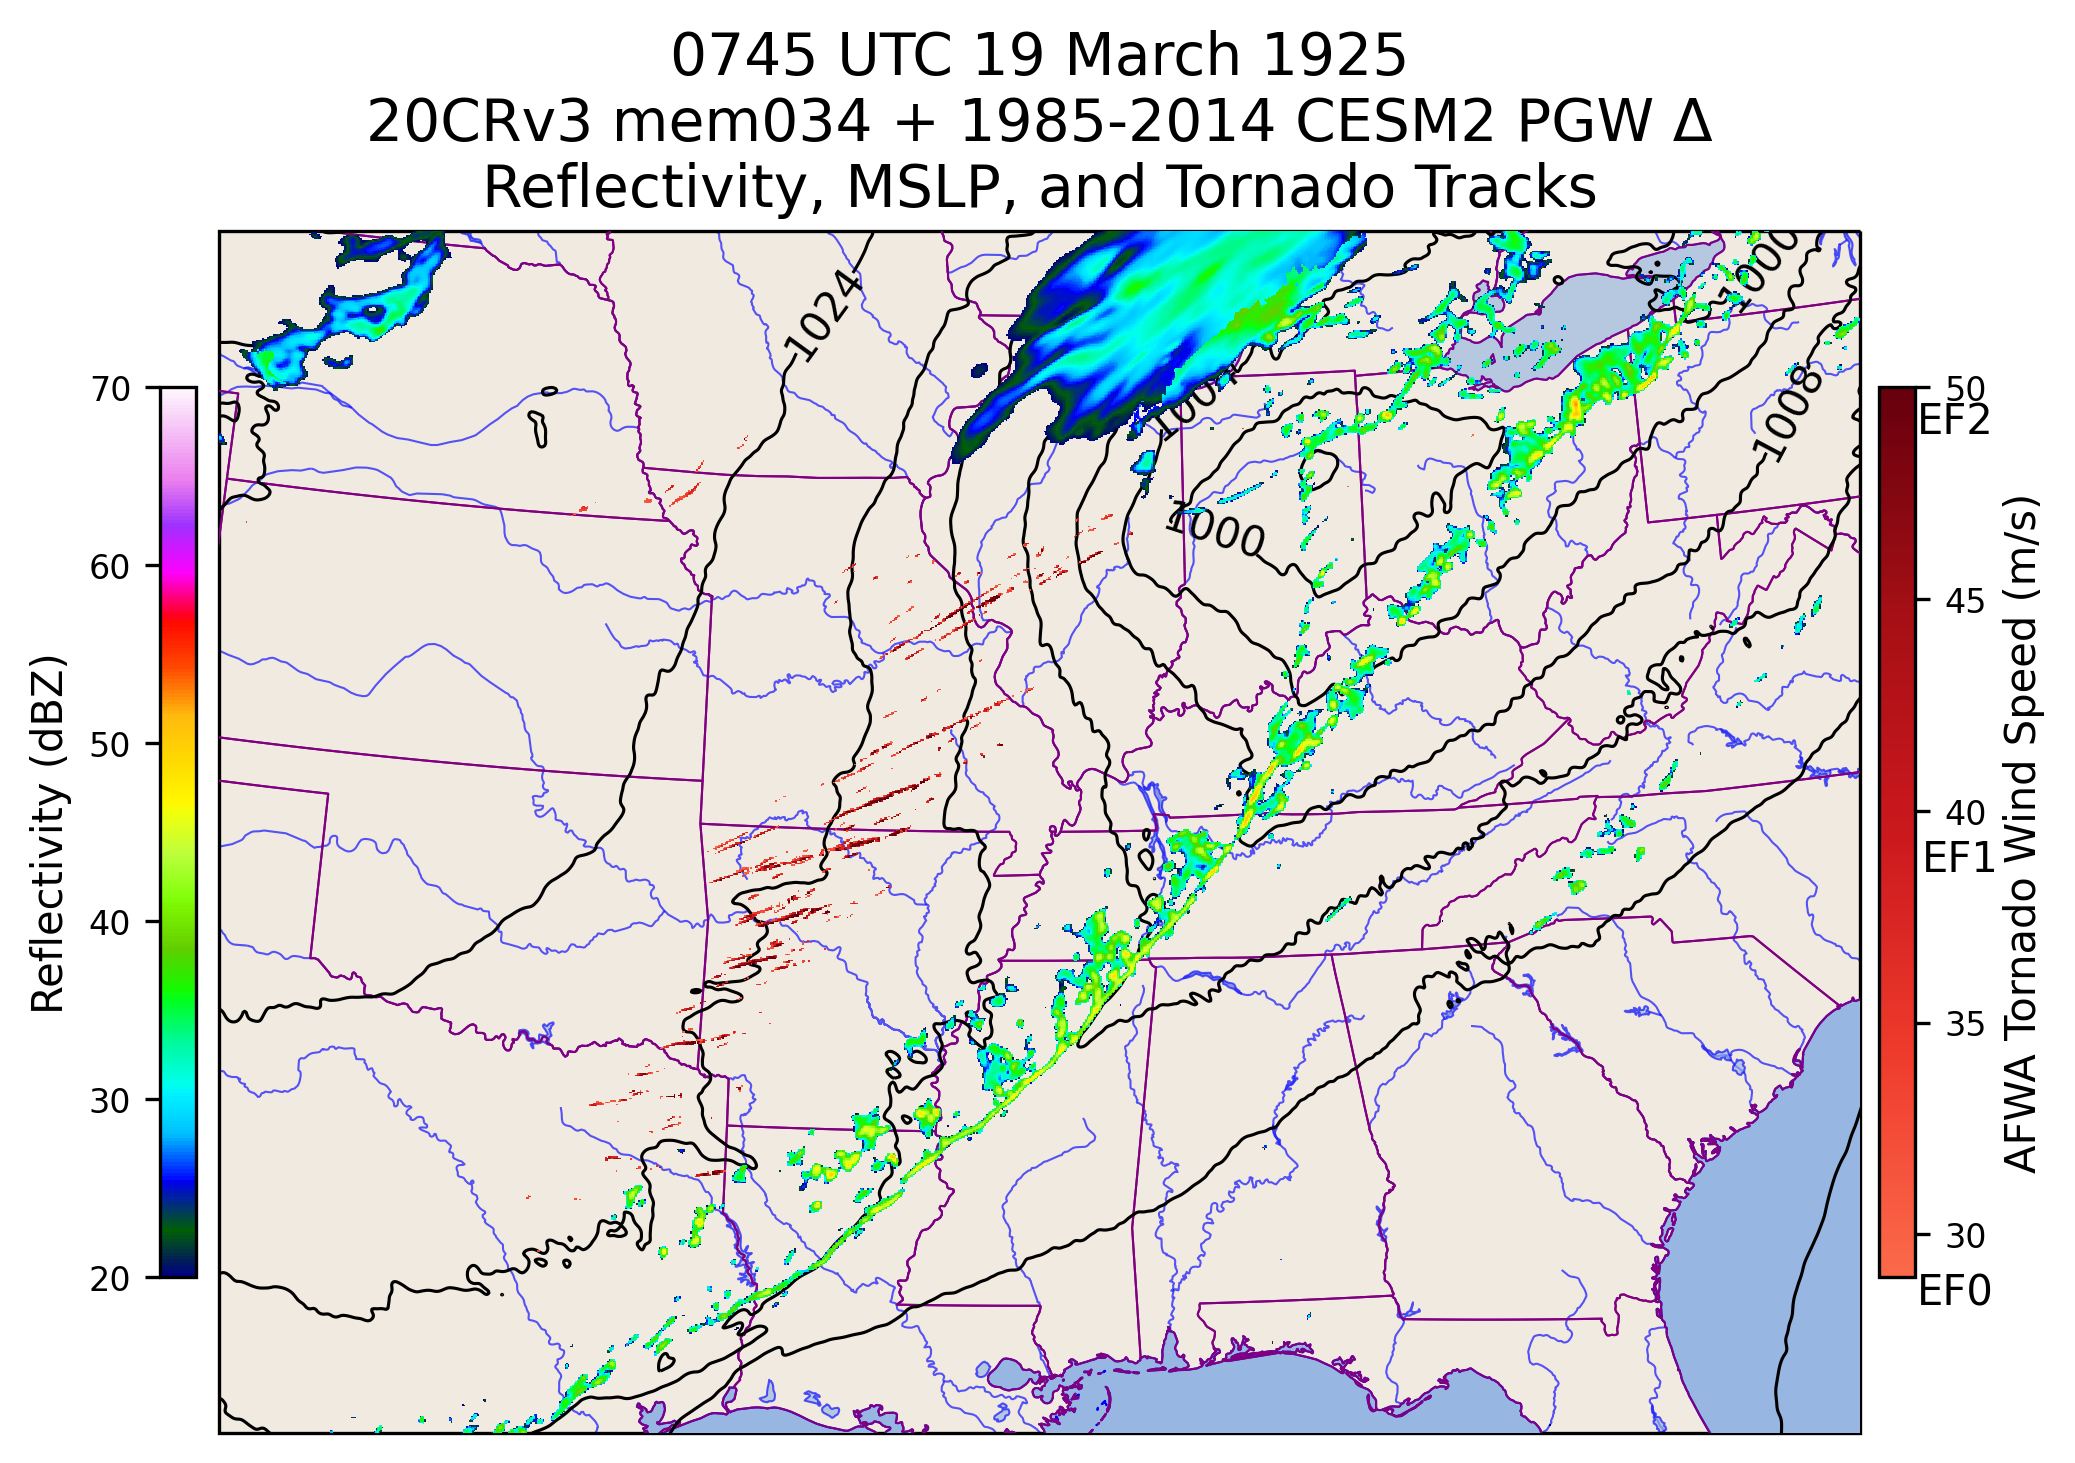 0745 UTC 19 March 1925
20CRv3 mem034 + 1985-2014 CESM2 PGW Δ
Reflectivity, MSLP, and Tornado Tracks
1024
1000
1008
1004
1000
70
60
50
40
30
20
Reflectivity (dBZ)
50
EF2
45
40
EF1
35
30
EF0
AFWA Tornado Wind Speed (m/s)